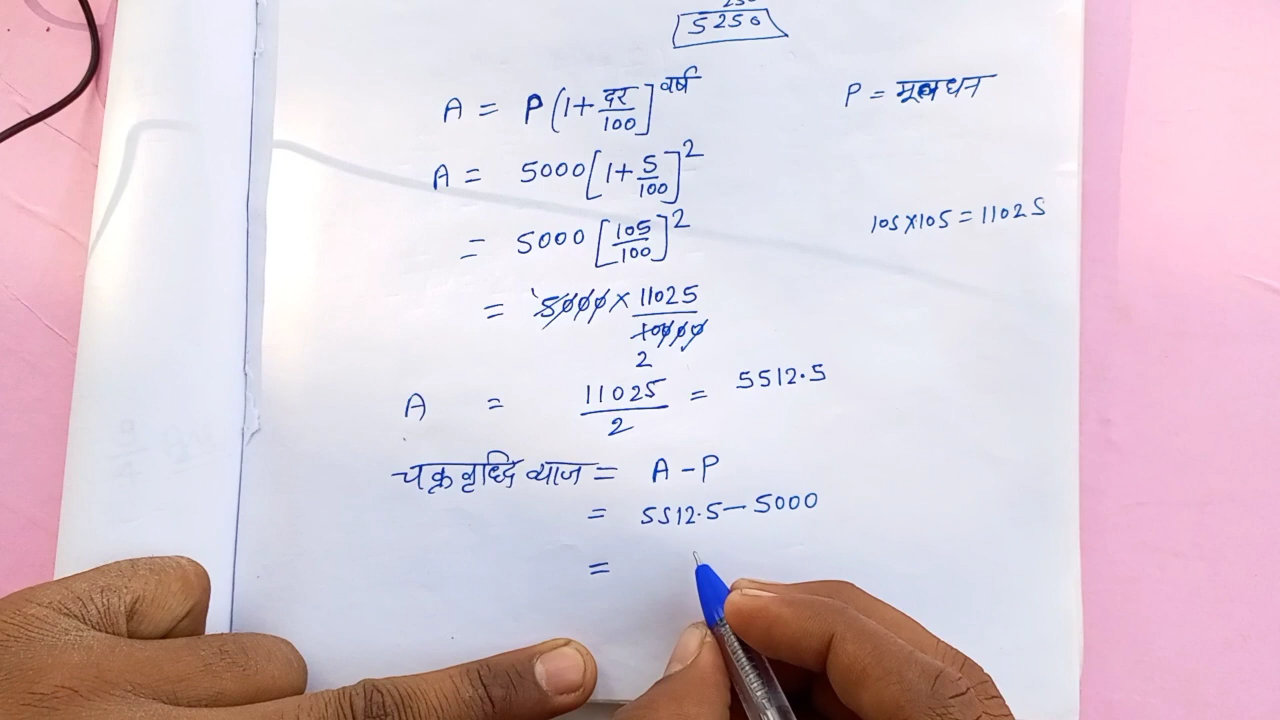 5250
A = P(1+दर/100]वर्ष
P = मूलधन
A = 5000[1+5/100]2
= 5000 [105/100]2
105×105 = 11025
= 5000 × 11025/10000
2
A = 11025/2 = 5512.5
चक्रवृद्धि ब्याज = A-P
= 5512.5-5000
=